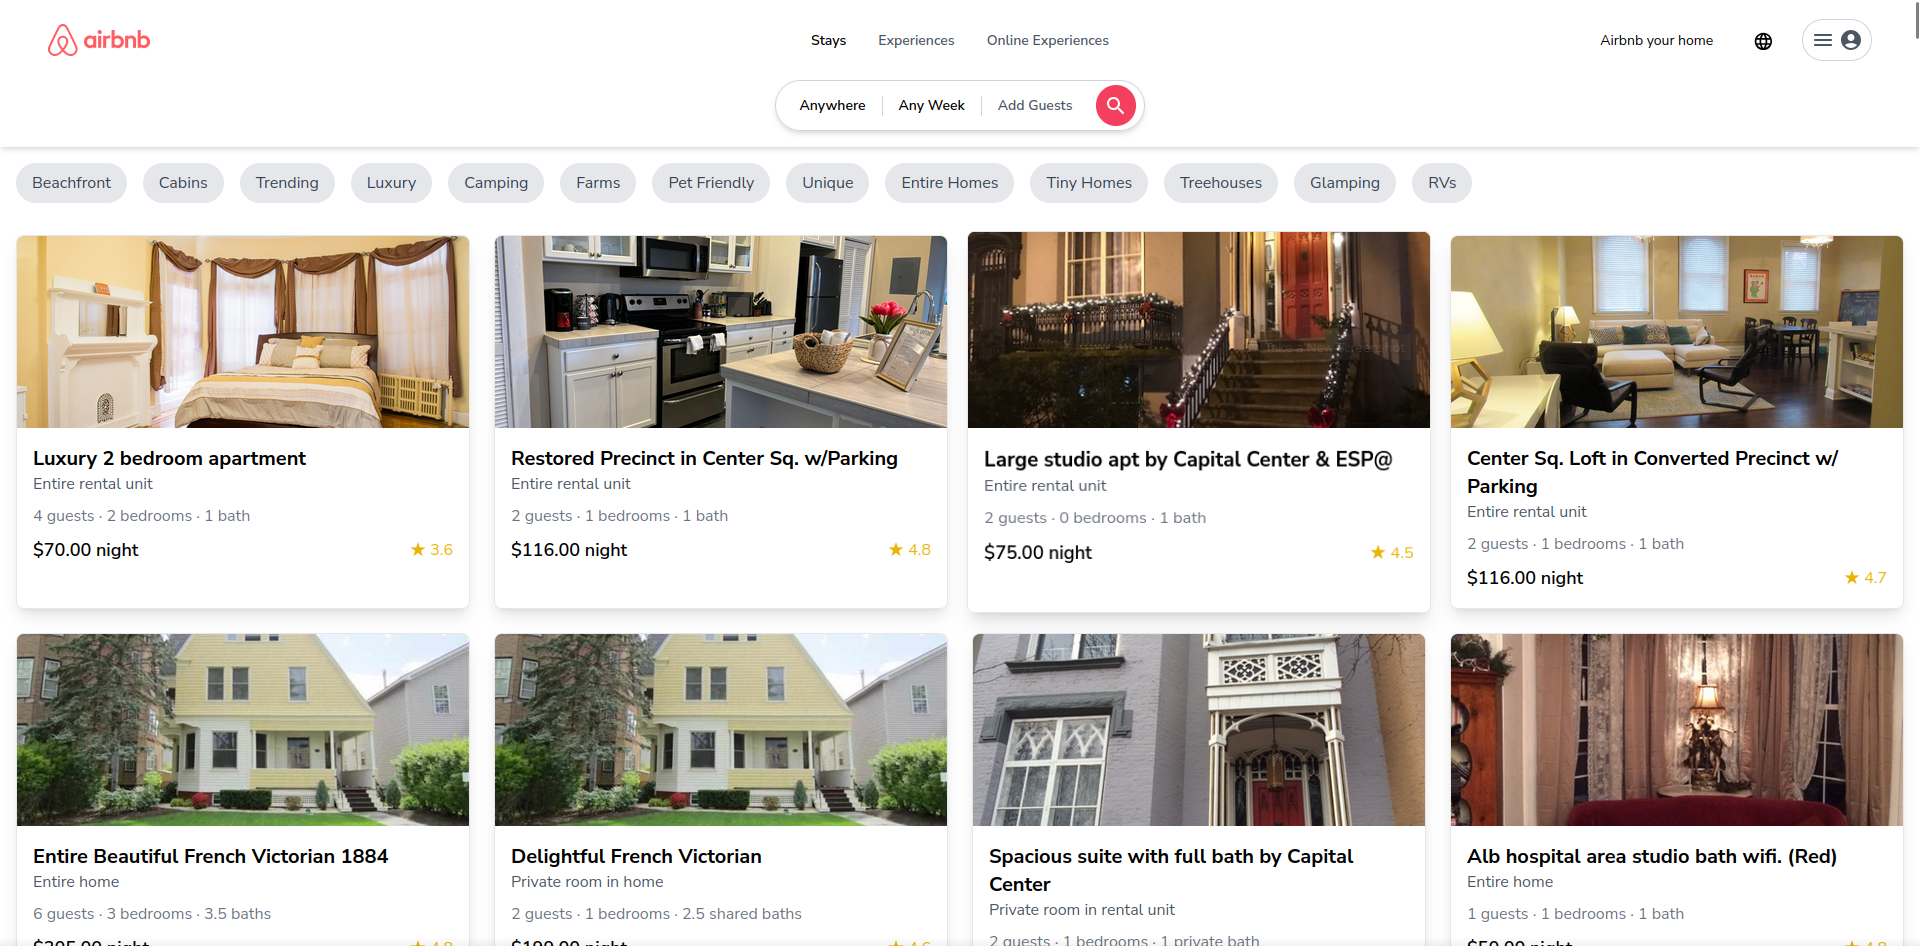 airbnb
Stays Experiences Online Experiences
Airbnb your home
Anywhere Any Week Add Guests
Beachfront Cabins Trending Luxury Camping Farms Pet Friendly Unique Entire Homes Tiny Homes Treehouses Glamping RVs
Luxury 2 bedroom apartment
Entire rental unit
4 guests · 2 bedrooms · 1 bath
$70.00 night ★ 3.6
Restored Precinct in Center Sq. w/Parking
Entire rental unit
2 guests · 1 bedrooms · 1 bath
$116.00 night ★ 4.8
Large studio apt by Capital Center & ESP@
Entire rental unit
2 guests · 0 bedrooms · 1 bath
$75.00 night ★ 4.5
Center Sq. Loft in Converted Precinct w/
Parking
Entire rental unit
2 guests · 1 bedrooms · 1 bath
$116.00 night ★ 4.7
Entire Beautiful French Victorian 1884
Entire home
6 guests · 3 bedrooms · 3.5 baths
night
Delightful French Victorian
Private room in home
2 guests · 1 bedrooms · 2.5 shared baths
night
Spacious suite with full bath by Capital
Center
Private room in rental unit
2 guests · 1 bedrooms · 1 private bath
Alb hospital area studio bath wifi. (Red)
Entire home
1 guests · 1 bedrooms · 1 bath
night